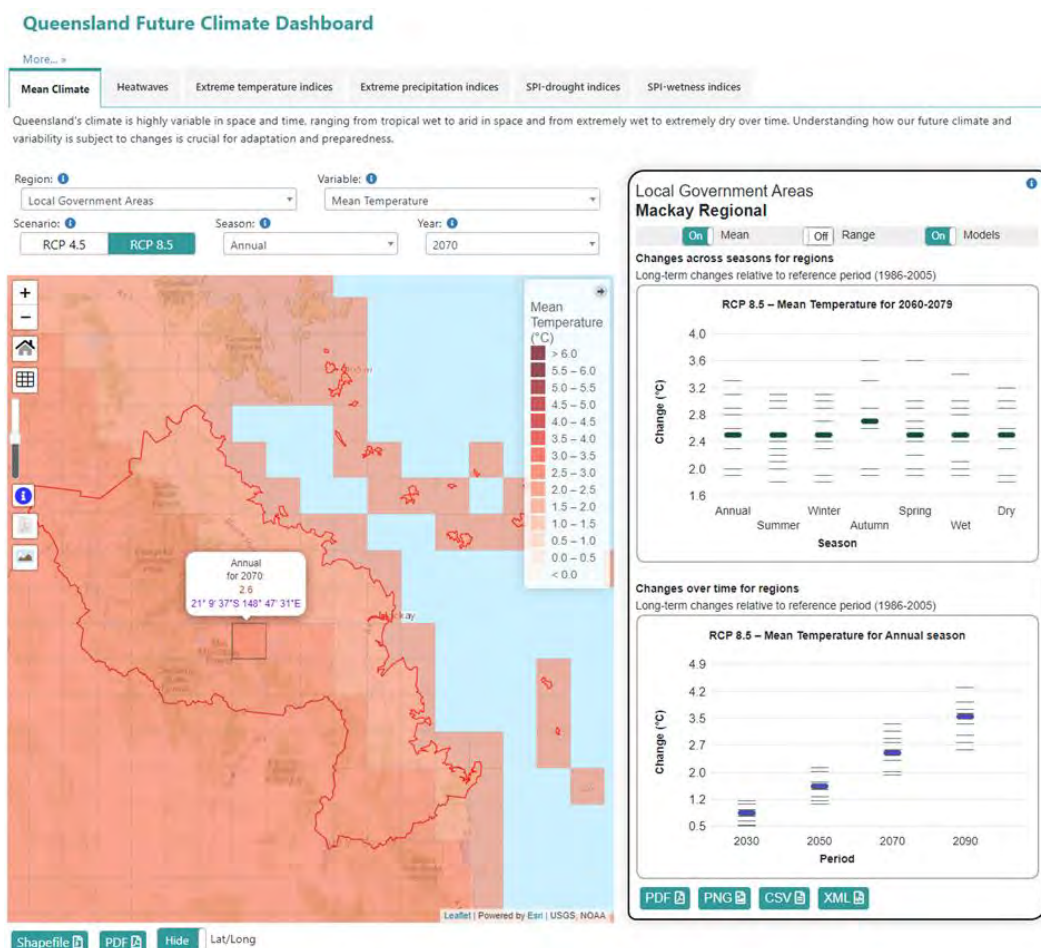 Queensland Future Climate Dashboard
More... »
Mean Climate
Heatwaves
Extreme temperature indices
Extreme precipitation indices
SPI-drought indices
SPI-wetness indices
Queensland's climate is highly variable in space and time, ranging from tropical wet to arid in space and from extremely wet to extremely dry over time. Understanding how our future climate and
variability is subject to changes is crucial for adaptation and preparedness.
Region:
Variable:
Local Government Areas
Mean Temperature
Scenario:
Season:
Year:
RCP 4.5
RCP 8.5
Annual
2070
+
−
Mean
Temperature
(°C)
> 6.0
5.5 – 6.0
5.0 – 5.5
4.5 – 5.0
4.0 – 4.5
3.5 – 4.0
3.0 – 3.5
2.5 – 3.0
2.0 – 2.5
1.5 – 2.0
1.0 – 1.5
0.5 – 1.0
0.0 – 0.5
< 0.0
Annual
for 2070
2.6
21° 9' 37"S 148° 47' 31"E
Leaflet | Powered by Esri | USGS, NOAA
Shapefile
PDF
Hide
Lat/Long
Local Government Areas
Mackay Regional
On
Mean
Off
Range
On
Models
Changes across seasons for regions
Long-term changes relative to reference period (1986-2005)
RCP 8.5 – Mean Temperature for 2060-2079
Change (°C)
4.0
3.6
3.2
2.8
2.4
2.0
1.6
Annual
Summer
Winter
Autumn
Spring
Wet
Dry
Season
Changes over time for regions
Long-term changes relative to reference period (1986-2005)
RCP 8.5 – Mean Temperature for Annual season
Change (°C)
4.9
4.2
3.5
2.7
2.0
1.2
0.5
2030
2050
2070
2090
Period
PDF
PNG
CSV
XML